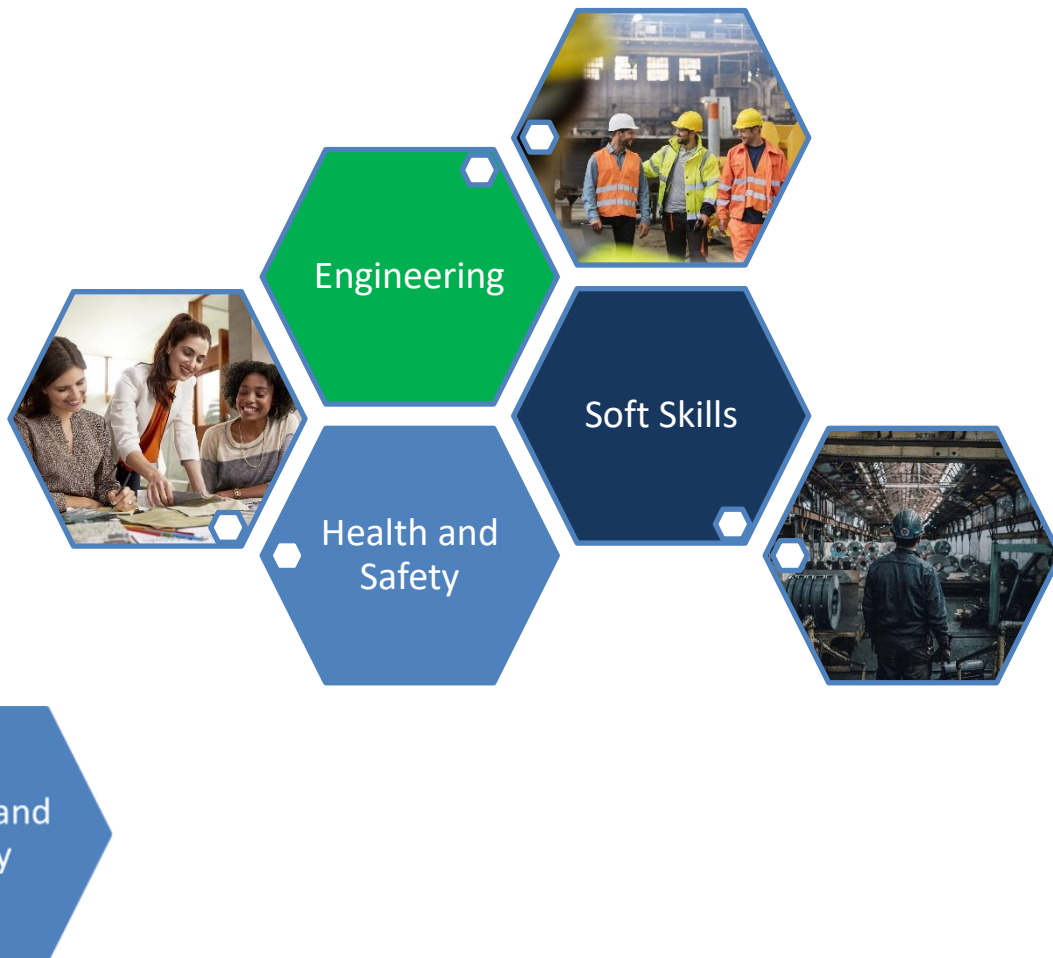 Engineering
Soft Skills
Health and
Safety
and
y